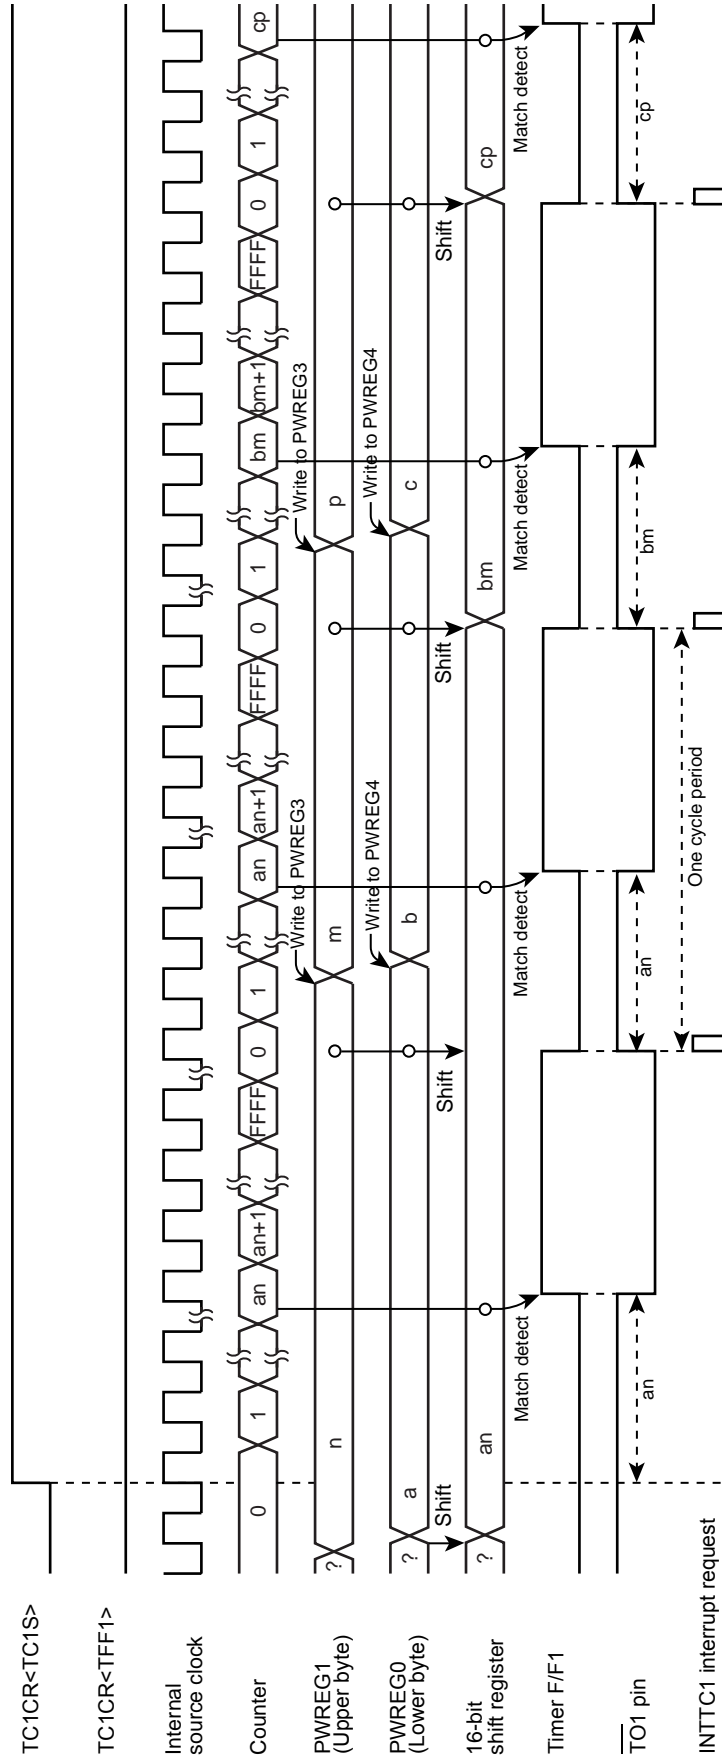 TC1CR<TC1S>
TC1CR<TFF1>
Internal
source clock
Counter
0 1 an an+1 FFFF 0 1 an an+1 FFFF 0 1 bm bm+1 FFFF 0 1 cp
Write to PWREG3
Write to PWREG3
PWREG1
(Upper byte)
? n m p
Write to PWREG4
Write to PWREG4
PWREG0
(Lower byte)
? a b c
Shift
Shift
Shift
Shift
16-bit
shift register
? an bm cp
Match detect
Match detect
Match detect
Match detect
Timer F/F1
TO1 pin
an an bm cp
One cycle period
INTTC1 interrupt request